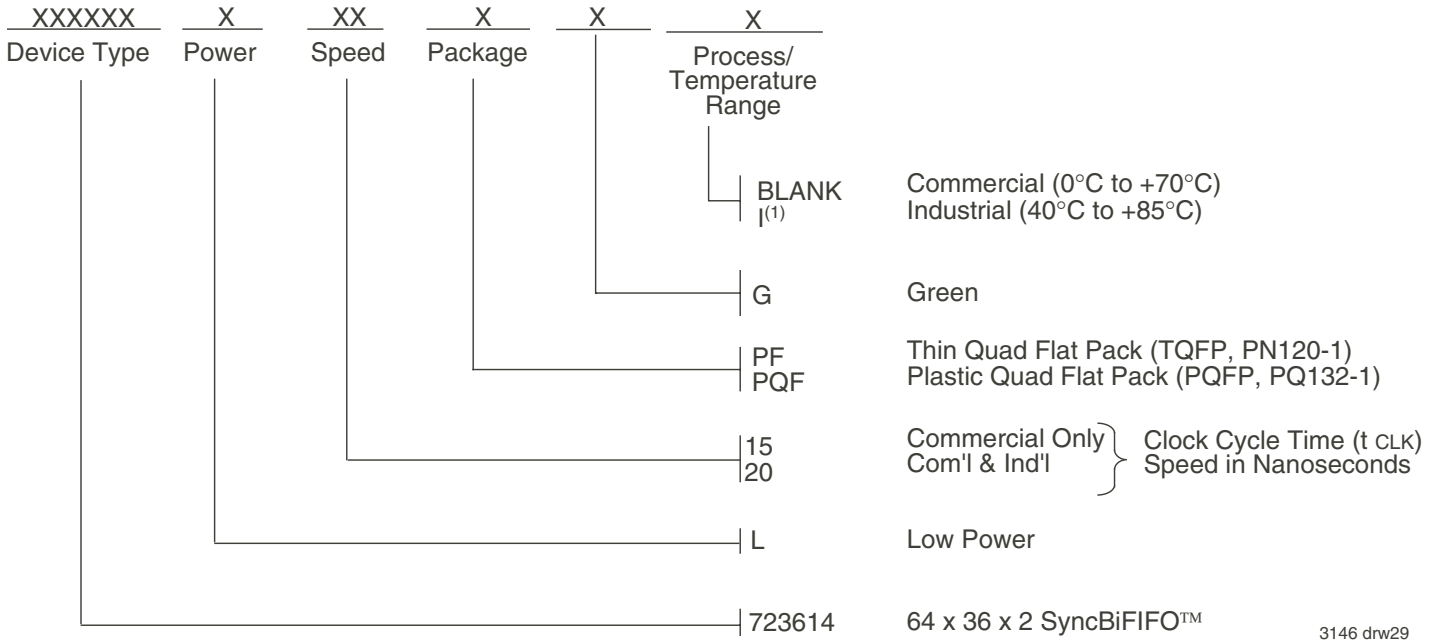 XXXXXX X XX X X X
Device Type Power Speed Package Process/
Temperature
Range
BLANK Commercial (0°C to +70°C)
I(1) Industrial (40°C to +85°C)
G Green
PF Thin Quad Flat Pack (TQFP, PN120-1)
PQF Plastic Quad Flat Pack (PQFP, PQ132-1)
15 Commercial Only Clock Cycle Time (t CLK)
20 Com'l & Ind'l Speed in Nanoseconds
L Low Power
723614 64 x 36 x 2 SyncBiFIFO™
3146 drw29